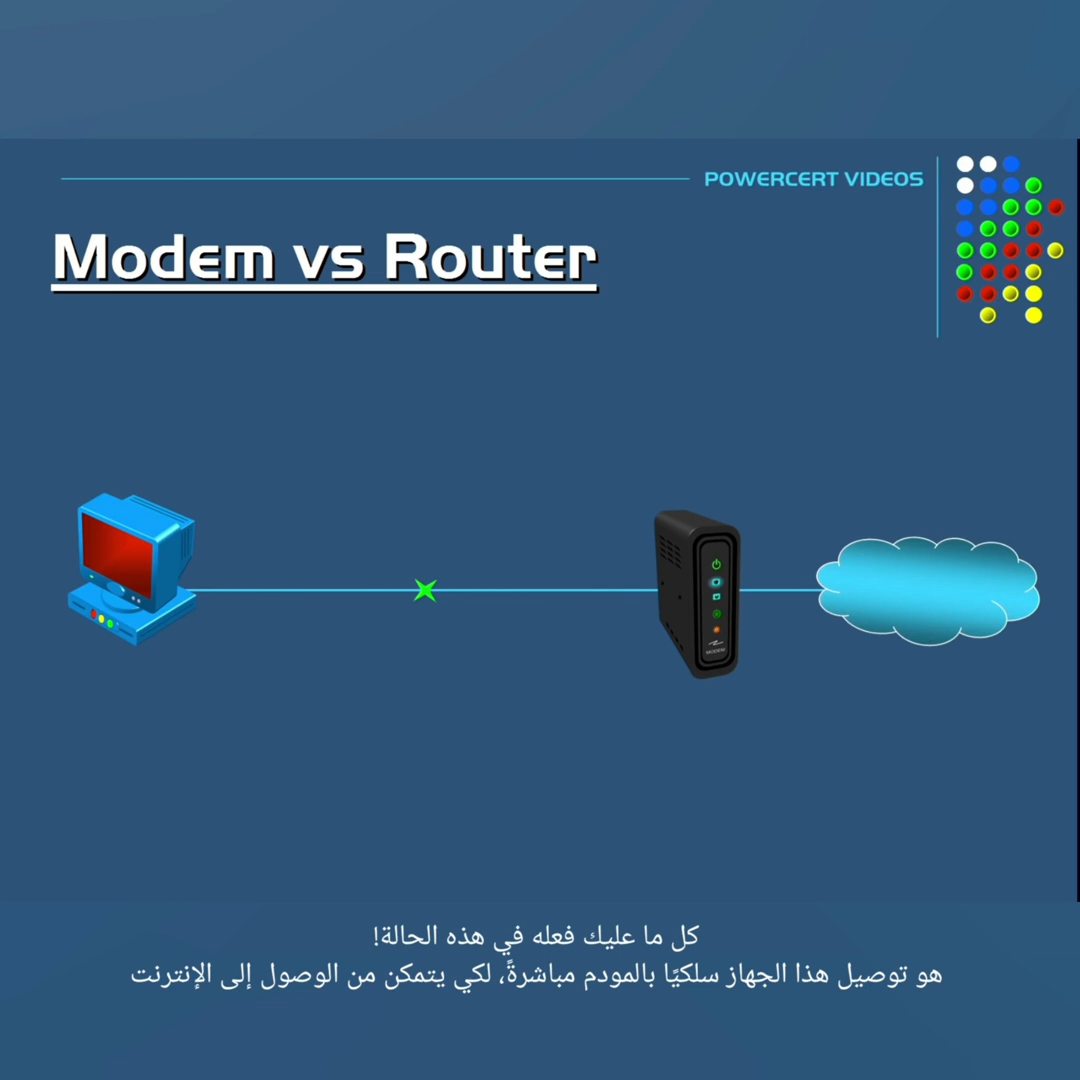 POWERCERT VIDEOS
Modem vs Router
MODEM
كل ما عليك فعله في هذه الحالة!
هو توصيل هذا الجهاز سلكيًا بالمودم مباشرةً، لكي يتمكن من الوصول إلى الإنترنت